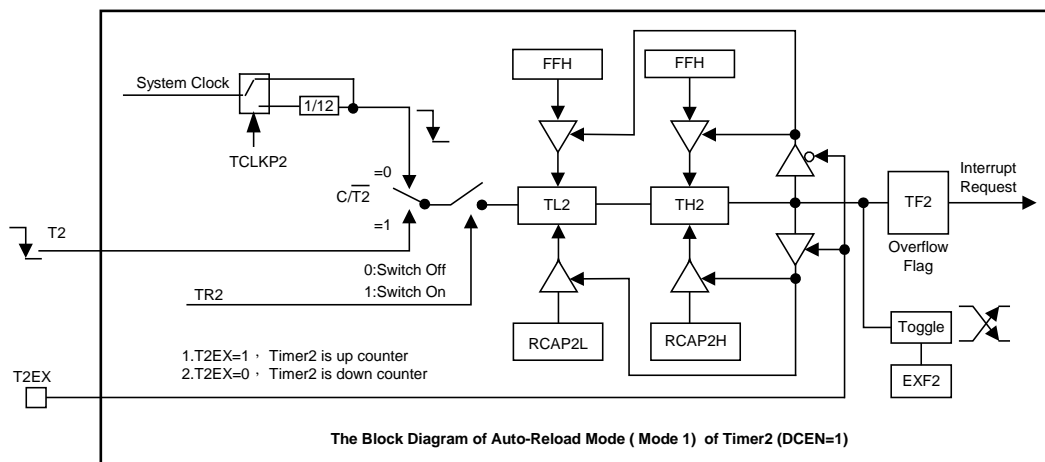 FFH
FFH
System Clock
1/12
TCLKP2
=0
C/T2
=1
TL2
TH2
TF2
Interrupt
Request
Overflow
Flag
T2
0:Switch Off
1:Switch On
TR2
RCAP2L
RCAP2H
Toggle
EXF2
1.T2EX=1， Timer2 is up counter
2.T2EX=0， Timer2 is down counter
T2EX
The Block Diagram of Auto-Reload Mode ( Mode 1) of Timer2 (DCEN=1)